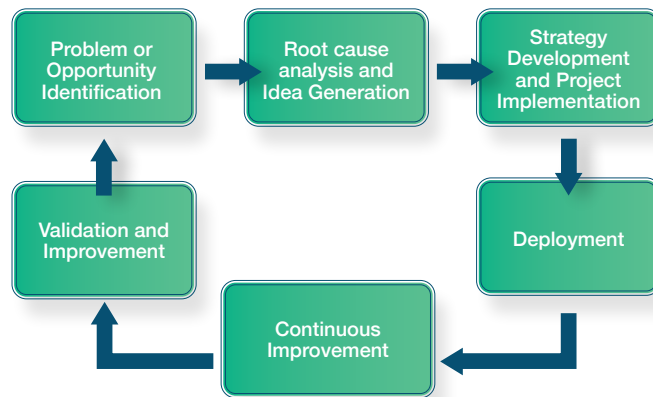 Problem or
Opportunity
Identification
Root cause
analysis and
Idea Generation
Strategy
Development
and Project
Implementation
Deployment
Continuous
Improvement
Validation and
Improvement